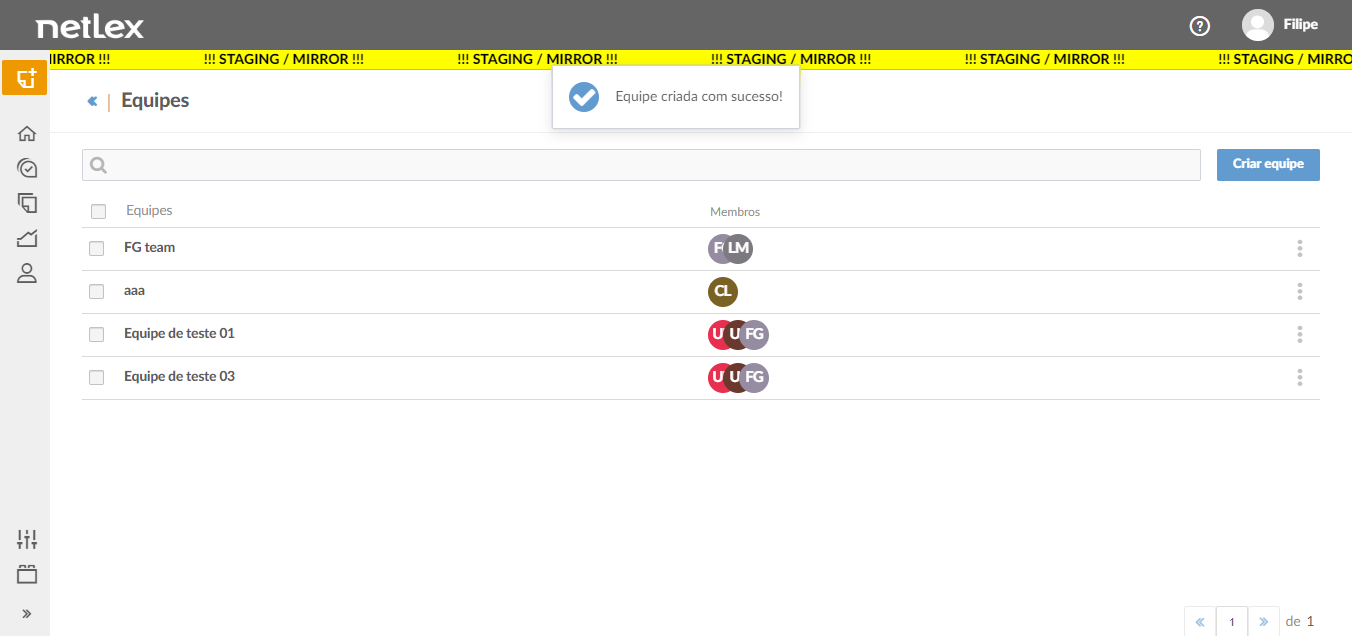 netlex
Filipe
IRROR !!! !!! STAGING / MIRROR !!! !!! STAGING / MIRROR !!! !!! STAGING / MIRROR !!! !!! STAGING / MIRROR !!! !!! STAGING / MIRRO
Equipes
Equipe criada com sucesso!
Criar equipe
Equipes Membros
FG team F LM
aaa CL
Equipe de teste 01 U U FG
Equipe de teste 03 U U FG
« 1 » de 1